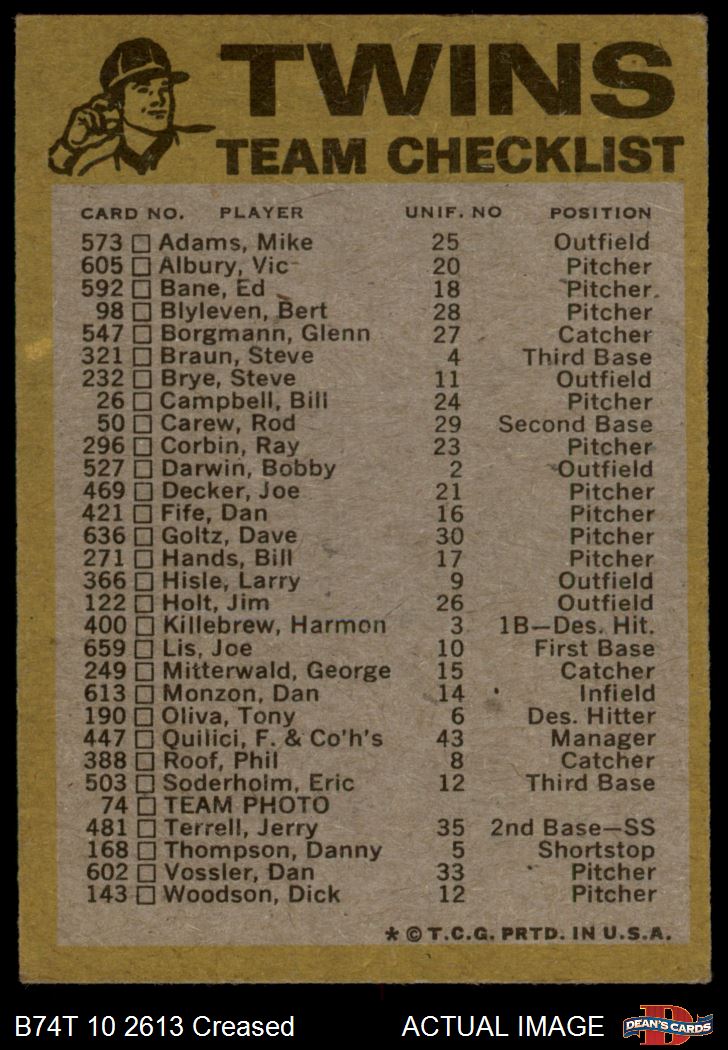 TWINS
TEAM CHECKLIST
CARD NO. PLAYER UNIF. NO POSITION
573 Adams, Mike 25 Outfield
605 Albury, Vic 20 Pitcher
592 Bane, Ed 18 Pitcher
98 Blyleven, Bert 28 Pitcher
547 Borgmann, Glenn 27 Catcher
321 Braun, Steve 4 Third Base
232 Brye, Steve 11 Outfield
26 Campbell, Bill 24 Pitcher
50 Carew, Rod 29 Second Base
296 Corbin, Ray 23 Pitcher
527 Darwin, Bobby 2 Outfield
469 Decker, Joe 21 Pitcher
421 Fife, Dan 16 Pitcher
636 Goltz, Dave 30 Pitcher
271 Hands, Bill 17 Pitcher
366 Hisle, Larry 9 Outfield
122 Holt, Jim 26 Outfield
400 Killebrew, Harmon 3 1B—Des. Hit.
659 Lis, Joe 10 First Base
249 Mitterwald, George 15 Catcher
613 Monzon, Dan 14 Infield
190 Oliva, Tony 6 Des. Hitter
447 Quilici, F. & Co'h's 43 Manager
388 Roof, Phil 8 Catcher
503 Soderholm, Eric 12 Third Base
74 TEAM PHOTO
481 Terrell, Jerry 35 2nd Base—SS
168 Thompson, Danny 5 Shortstop
602 Vossler, Dan 33 Pitcher
143 Woodson, Dick 12 Pitcher
* © T.C.G. PRTD. IN U.S.A.
B74T 10 2613 Creased ACTUAL IMAGE
D
DEAN'S CARDS